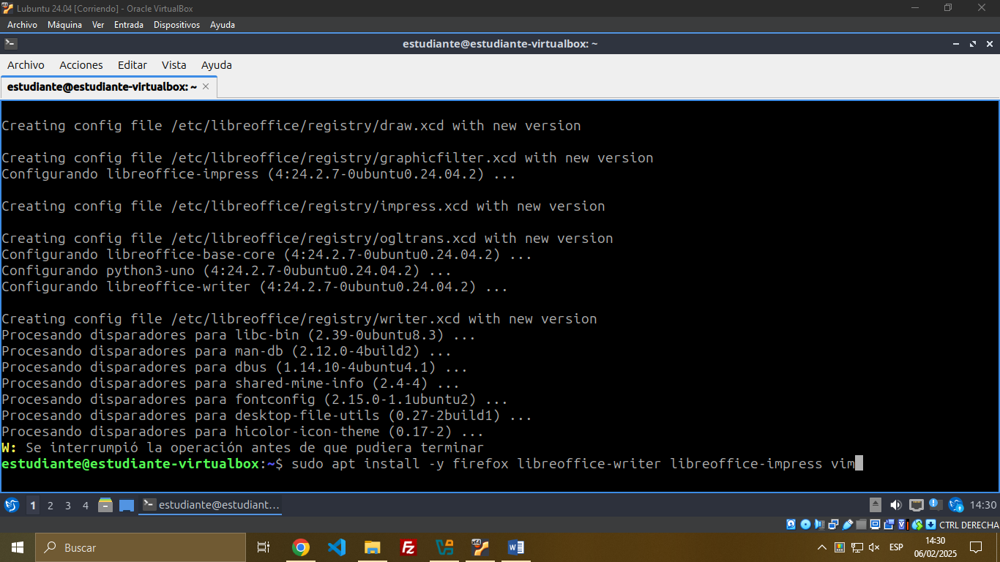 Lubuntu 24.04 [Corriendo] - Oracle VirtualBox
Archivo Máquina Ver Entrada Dispositivos Ayuda
estudiante@estudiante-virtualbox: ~
Archivo Acciones Editar Vista Ayuda
estudiante@estudiante-virtualbox: ~
Creating config file /etc/libreoffice/registry/draw.xcd with new version
Creating config file /etc/libreoffice/registry/graphicfilter.xcd with new version
Configurando libreoffice-impress (4:24.2.7-0ubuntu0.24.04.2) ...
Creating config file /etc/libreoffice/registry/impress.xcd with new version
Creating config file /etc/libreoffice/registry/ogltrans.xcd with new version
Configurando libreoffice-base-core (4:24.2.7-0ubuntu0.24.04.2) ...
Configurando python3-uno (4:24.2.7-0ubuntu0.24.04.2) ...
Configurando libreoffice-writer (4:24.2.7-0ubuntu0.24.04.2) ...
Creating config file /etc/libreoffice/registry/writer.xcd with new version
Procesando disparadores para libc-bin (2.39-0ubuntu8.3) ...
Procesando disparadores para man-db (2.12.0-4build2) ...
Procesando disparadores para dbus (1.14.10-4ubuntu4.1) ...
Procesando disparadores para shared-mime-info (2.4-4) ...
Procesando disparadores para fontconfig (2.15.0-1.1ubuntu2) ...
Procesando disparadores para desktop-file-utils (0.27-2build1) ...
Procesando disparadores para hicolor-icon-theme (0.17-2) ...
W: Se interrumpió la operación antes de que pudiera terminar
estudiante@estudiante-virtualbox:~$ sudo apt install -y firefox libreoffice-writer libreoffice-impress vim
1 2 3 4 estudiante@estudiant... 14:30
CTRL DERECHA
Buscar ESP 14:30
06/02/2025